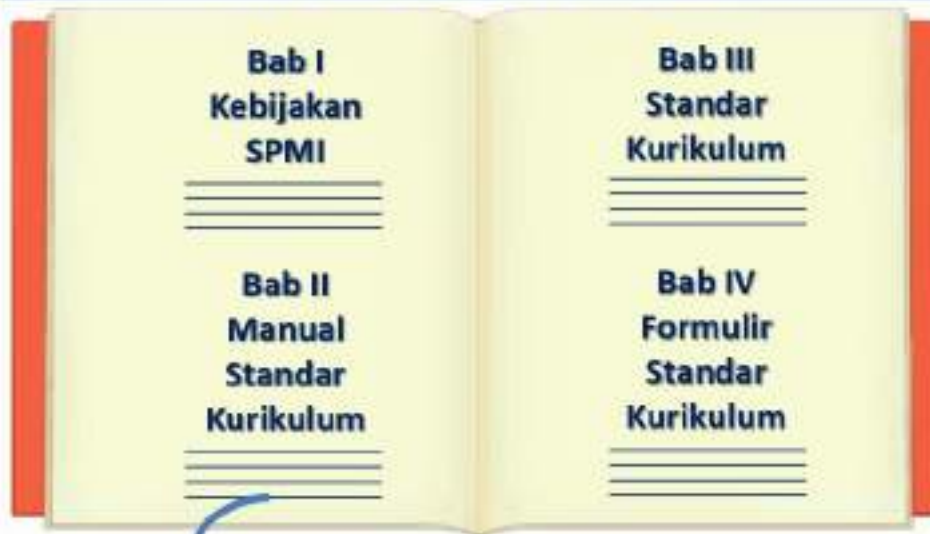 Bab I
Kebijakan
SPMI
Bab II
Manual
Standar
Kurikulum
Bab III
Standar
Kurikulum
Bab IV
Formulir
Standar
Kurikulum